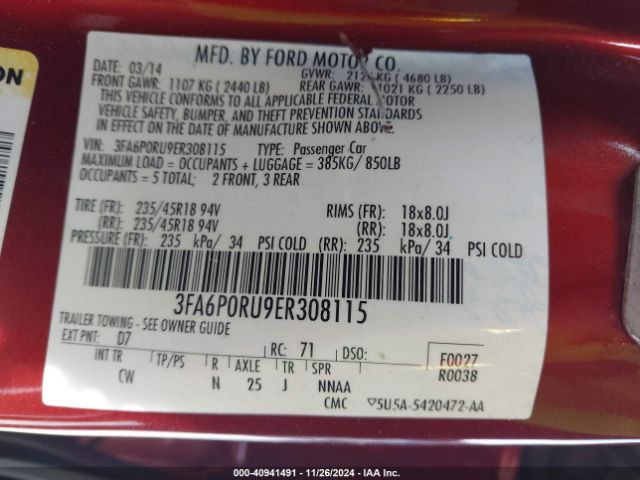 ON
MFD. BY FORD MOTOR CO.
DATE: 03/14 GVWR: 212 KG ( 4680 LB)
FRONT GAWR: 1107 KG ( 2440 LB) REAR GAWR: 1021 KG ( 2250 LB)
THIS VEHICLE CONFORMS TO ALL APPLICABLE FEDERAL MOTOR
VEHICLE SAFETY, BUMPER, AND THEFT PREVENTION STANDARDS
IN EFFECT ON THE DATE OF MANUFACTURE SHOWN ABOVE.
VIN: 3FA6P0RU9ER308115 TYPE: Passenger Car
MAXIMUM LOAD = OCCUPANTS + LUGGAGE = 385KG/ 850LB
OCCUPANTS = 5 TOTAL; 2 FRONT, 3 REAR
TIRE (FR): 235/45R18 94V RIMS (FR): 18x8.0J
(RR): 235/45R18 94V (RR): 18x8.0J
PRESSURE (FR): 235 kPa/ 34 PSI COLD (RR): 235 kPa/ 34 PSI COLD
3FA6P0RU9ER308115
TRAILER TOWING - SEE OWNER GUIDE
EXT PNT: D7 RC: 71 DSO: F0027
INT TR TP/PS R AXLE TR SPR R0038
CW N 25 J NNAA
CMC ▽5U5A-5420472-AA
000-40941491 - 11/26/2024 - IAA Inc.